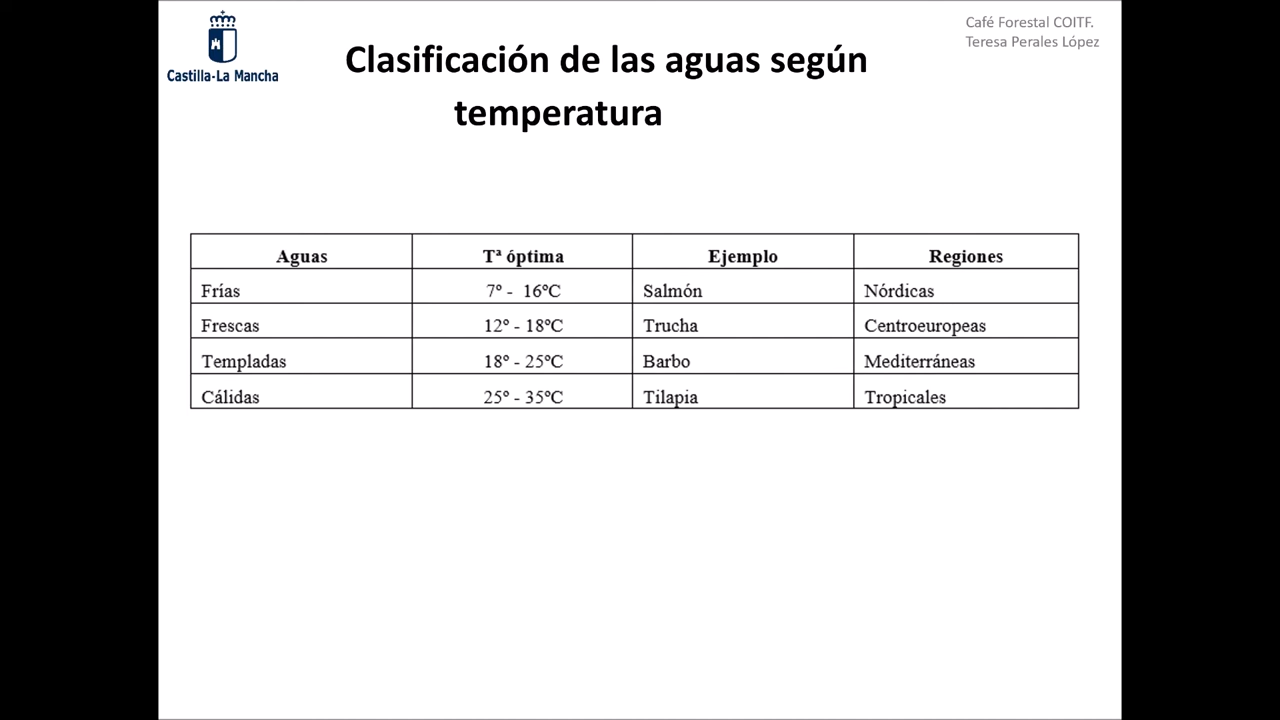 Castilla-La Mancha
Café Forestal COITF.
Teresa Perales López
Clasificación de las aguas según
temperatura
Aguas Tª óptima Ejemplo Regiones
Frías 7º - 16ºC Salmón Nórdicas
Frescas 12º - 18ºC Trucha Centroeuropeas
Templadas 18º - 25ºC Barbo Mediterráneas
Cálidas 25º - 35ºC Tilapia Tropicales